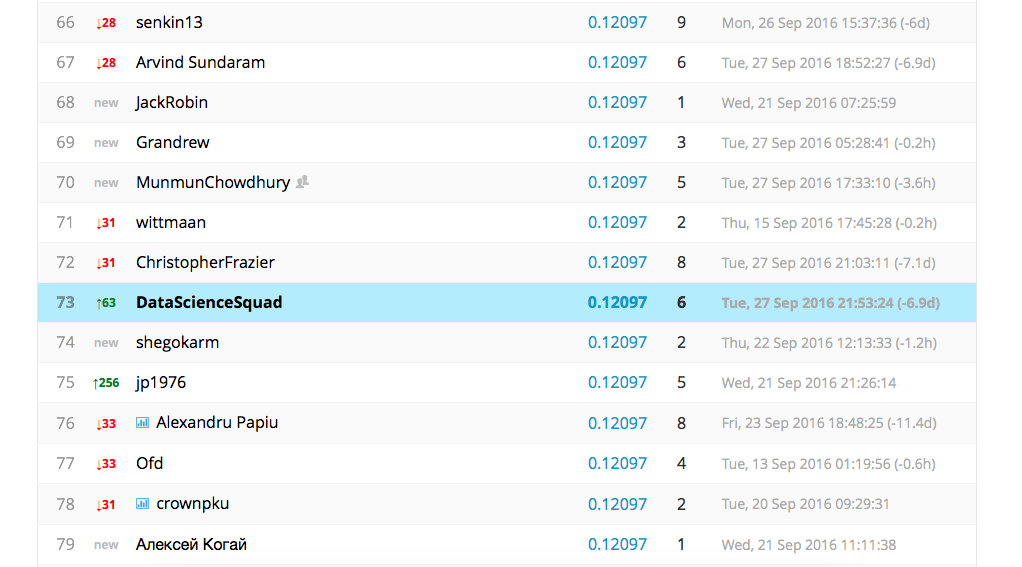 66 ↓28 senkin13 0.12097 9 Mon, 26 Sep 2016 15:37:36 (-6d)
67 ↓28 Arvind Sundaram 0.12097 6 Tue, 27 Sep 2016 18:52:27 (-6.9d)
68 new JackRobin 0.12097 1 Wed, 21 Sep 2016 07:25:59
69 new Grandrew 0.12097 3 Tue, 27 Sep 2016 05:28:41 (-0.2h)
70 new MunmunChowdhury 0.12097 5 Tue, 27 Sep 2016 17:33:10 (-3.6h)
71 ↓31 wittmaan 0.12097 2 Thu, 15 Sep 2016 17:45:28 (-0.2h)
72 ↓31 ChristopherFrazier 0.12097 8 Tue, 27 Sep 2016 21:03:11 (-7.1d)
73 ↑63 DataScienceSquad 0.12097 6 Tue, 27 Sep 2016 21:53:24 (-6.9d)
74 new shegokarm 0.12097 2 Thu, 22 Sep 2016 12:13:33 (-1.2h)
75 ↑256 jp1976 0.12097 5 Wed, 21 Sep 2016 21:26:14
76 ↓33 Alexandru Papiu 0.12097 8 Fri, 23 Sep 2016 18:48:25 (-11.4d)
77 ↓33 Ofd 0.12097 4 Tue, 13 Sep 2016 01:19:56 (-0.6h)
78 ↓31 crownpku 0.12097 2 Tue, 20 Sep 2016 09:29:31
79 new Алексей Когай 0.12097 1 Wed, 21 Sep 2016 11:11:38